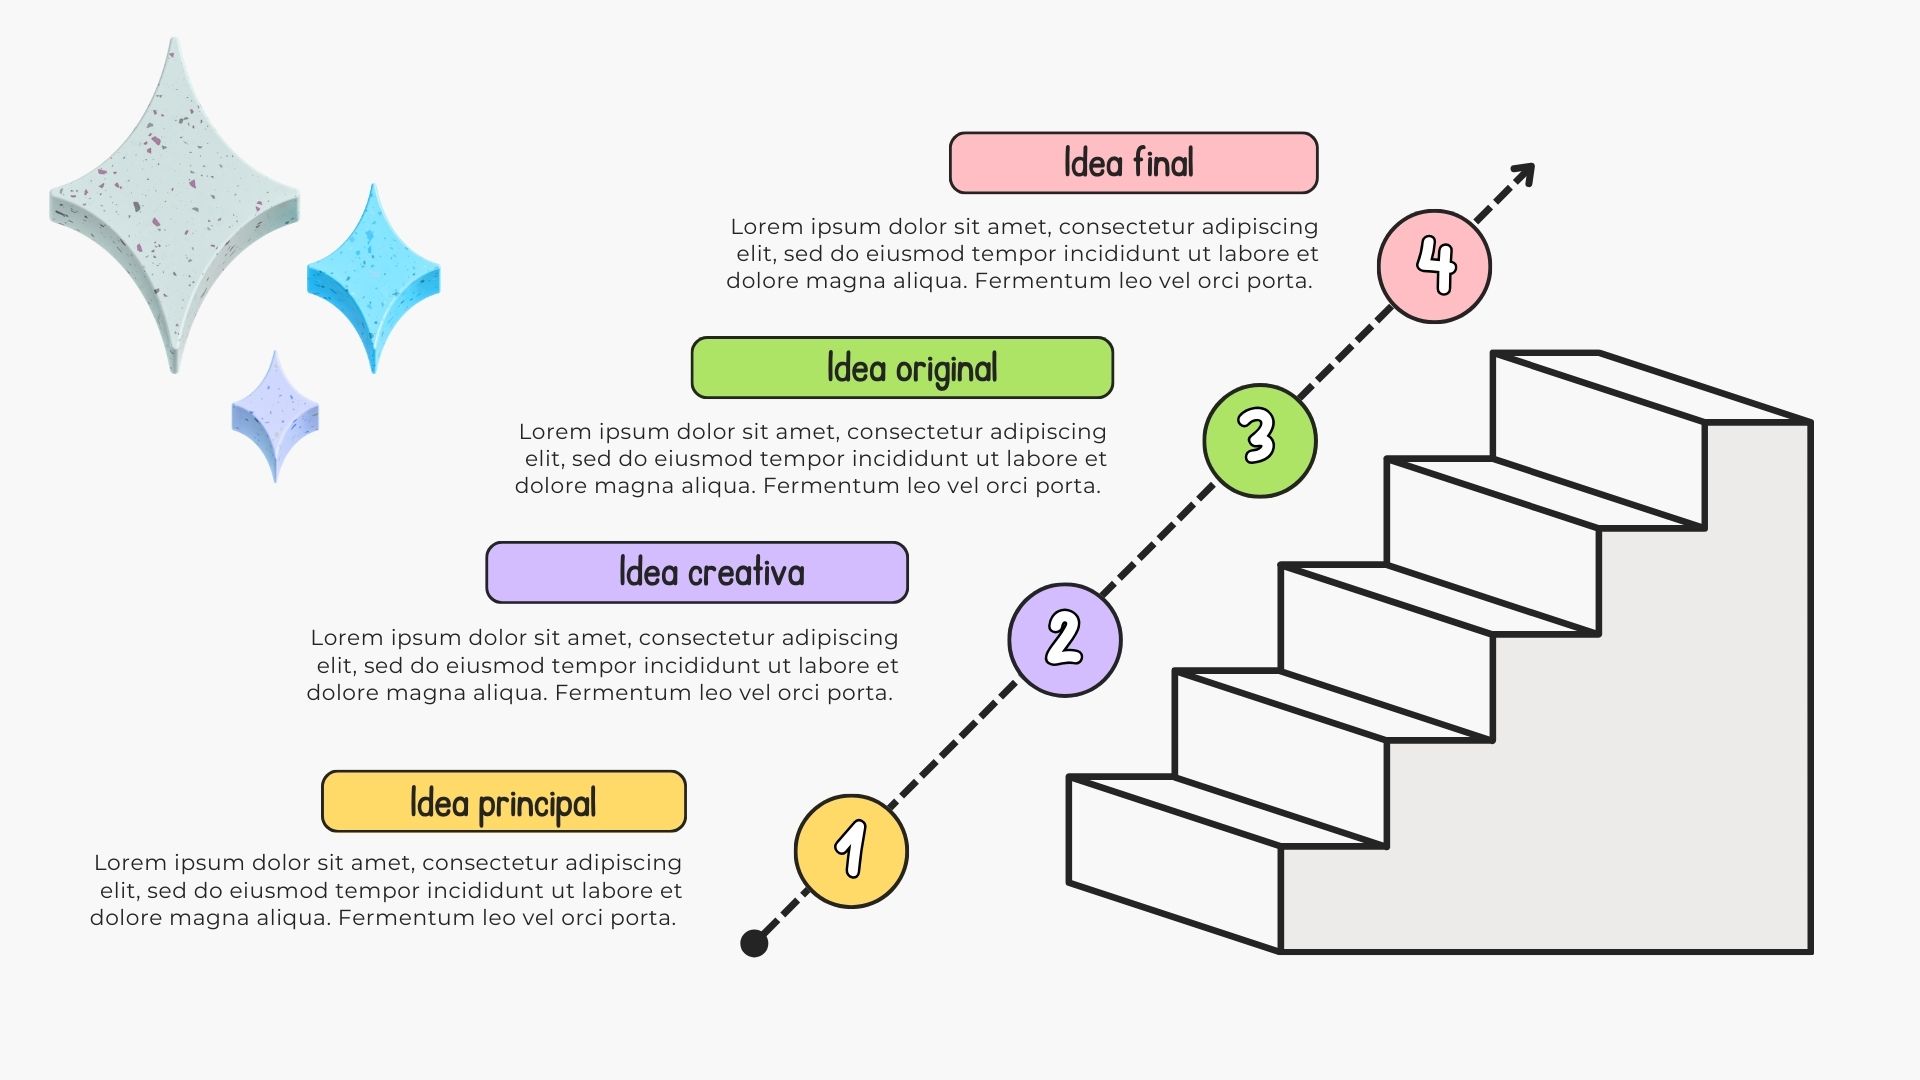 Idea final
Lorem ipsum dolor sit amet, consectetur adipiscing
elit, sed do eiusmod tempor incididunt ut labore et
dolore magna aliqua. Fermentum leo vel orci porta.
4
Idea original
Lorem ipsum dolor sit amet, consectetur adipiscing
elit, sed do eiusmod tempor incididunt ut labore et
dolore magna aliqua. Fermentum leo vel orci porta.
3
Idea creativa
Lorem ipsum dolor sit amet, consectetur adipiscing
elit, sed do eiusmod tempor incididunt ut labore et
dolore magna aliqua. Fermentum leo vel orci porta.
2
Idea principal
Lorem ipsum dolor sit amet, consectetur adipiscing
elit, sed do eiusmod tempor incididunt ut labore et
dolore magna aliqua. Fermentum leo vel orci porta.
1